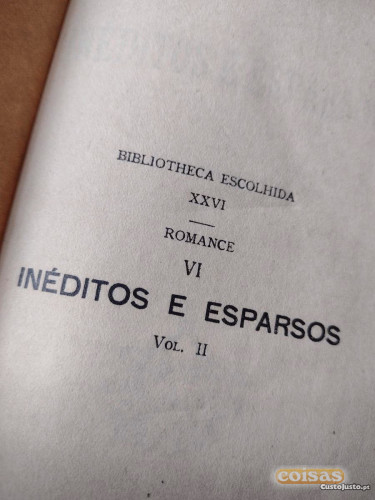 BIBLIOTHECA ESCOLHIDA
XXVI
ROMANCE
VI
INÉDITOS E ESPARSOS
VOL. II
coisas
CustoJusto.pt